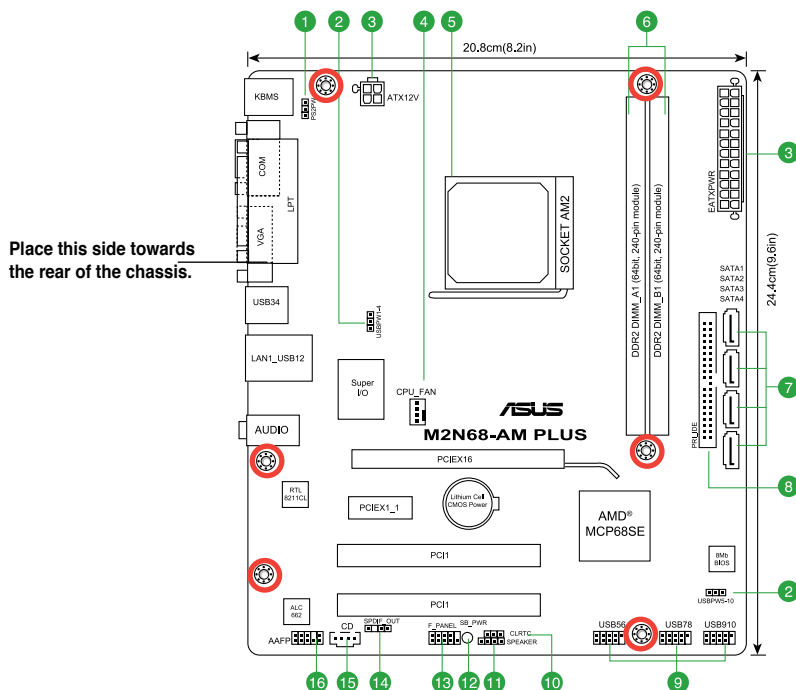 1
2
3
4
5
6
20.8cm(8.2in)
KBMS
PS2PW
ATX12V
3
EATXPWR
COM
LPT
VGA
SOCKET AM2
DDR2 DIMM_A1 (64bit, 240-pin module)
DDR2 DIMM_B1 (64bit, 240-pin module)
24.4cm(9.6in)
Place this side towards
the rear of the chassis.
SATA1
SATA2
SATA3
SATA4
USB34
USBPW1-4
LAN1_USB12
Super
I/O
CPU_FAN
7
ASUS
M2N68-AM PLUS
AUDIO
PRI_IDE
8
PCIEX16
RTL
8211CL
PCIEX1_1
Lithium Cell
CMOS Power
AMD®
MCP68SE
PCI1
8Mb
BIOS
2
USBPW5-10
ALC
662
PCI1
AAFP
CD
SPDIF_OUT
F_PANEL
SB_PWR
CLRTC
SPEAKER
USB56
USB78
USB910
16
15
14
13
12
11
10
9